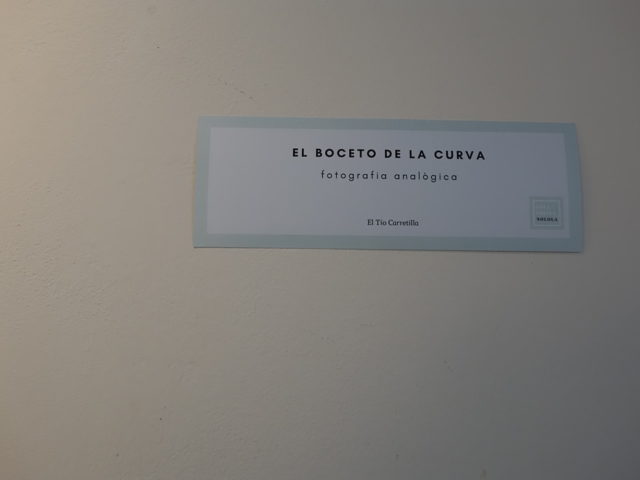 EL BOCETO DE LA CURVA
fotografia analògica
El Tío Carretilla
SOLOLA